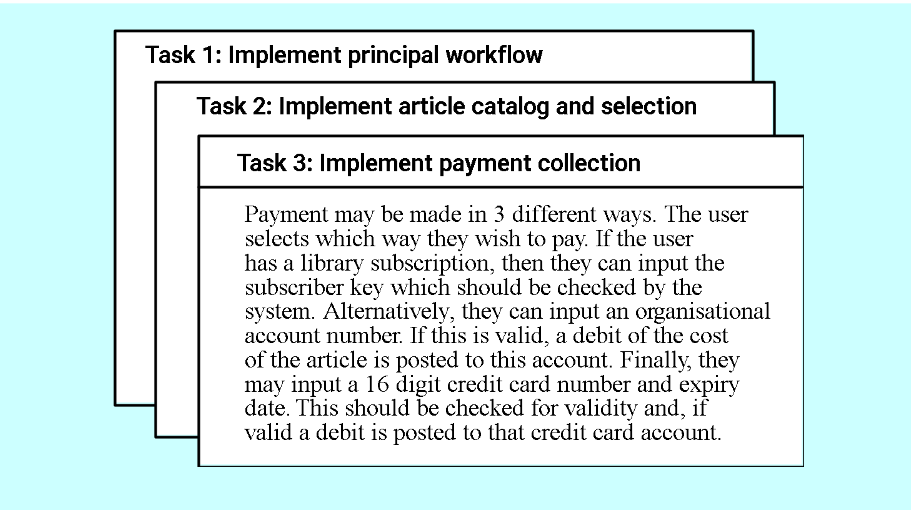 Task 1: Implement principal workflow
Task 2: Implement article catalog and selection
Task 3: Implement payment collection
Payment may be made in 3 different ways. The user
selects which way they wish to pay. If the user
has a library subscription, then they can input the
subscriber key which should be checked by the
system. Alternatively, they can input an organisational
account number. If this is valid, a debit of the cost
of the article is posted to this account. Finally, they
may input a 16 digit credit card number and expiry
date. This should be checked for validity and, if
valid a debit is posted to that credit card account.